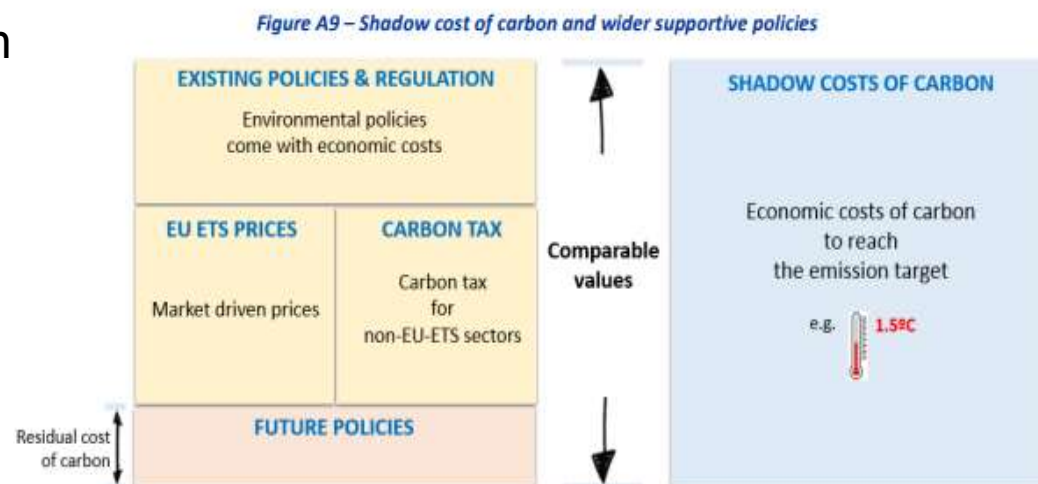 n
Figure A9 – Shadow cost of carbon and wider supportive policies
EXISTING POLICIES & REGULATION
Environmental policies
come with economic costs
EU ETS PRICES
Market driven prices
CARBON TAX
Carbon tax
for
non-EU-ETS sectors
FUTURE POLICIES
Residual cost
of carbon
Comparable
values
SHADOW COSTS OF CARBON
Economic costs of carbon
to reach
the emission target
e.g. 1.5ºC